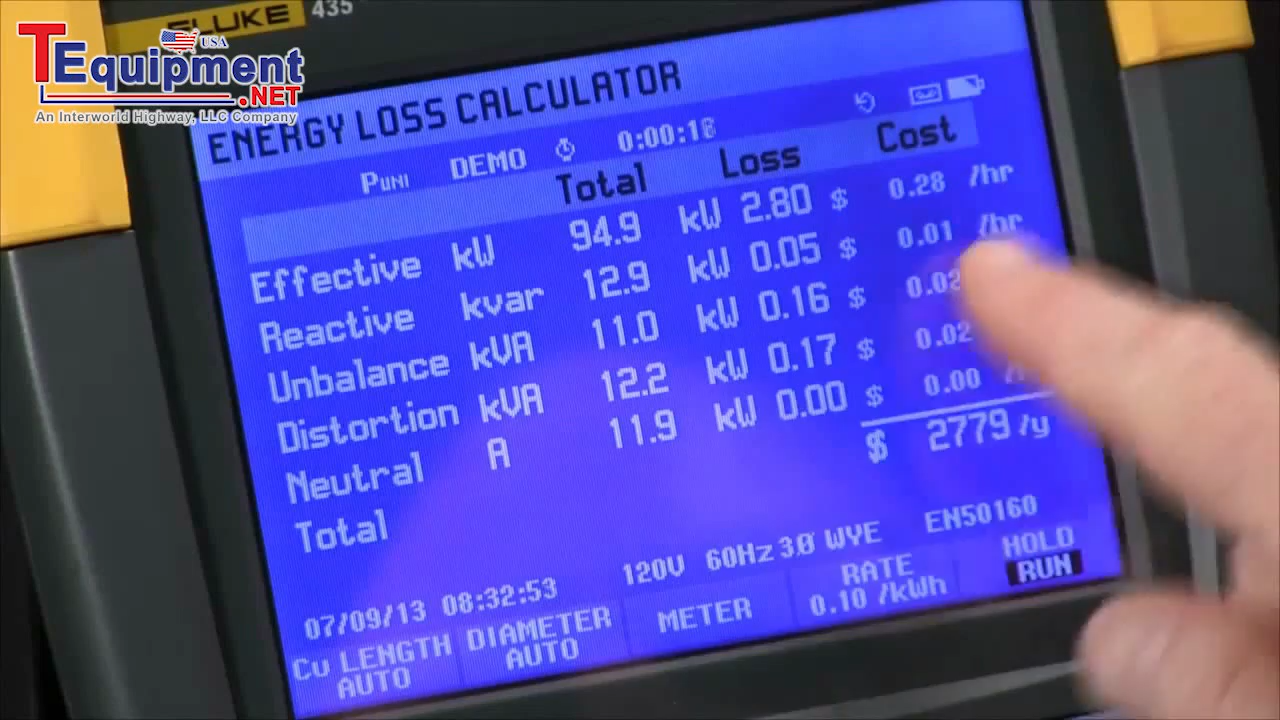 FLUKE 435
TEquipment USA
.NET
An Interworld Highway, LLC Company
ENERGY LOSS CALCULATOR
PUNI DEMO 0:00:18
Total Loss Cost
Effective kW 94.9 kW 2.80 $ 0.28 /hr
Reactive kvar 12.9 kW 0.05 $ 0.01 /hr
Unbalance kVA 11.0 kW 0.16 $ 0.02
Distortion kVA 12.2 kW 0.17 $ 0.02
Neutral A 11.9 kW 0.00 $ 0.00
Total $ 2779 /y
07/09/13 08:32:53 120V 60Hz 3Ø WYE EN50160
Cu LENGTH AUTO
DIAMETER AUTO
METER
RATE 0.10 /kWh
HOLD RUN